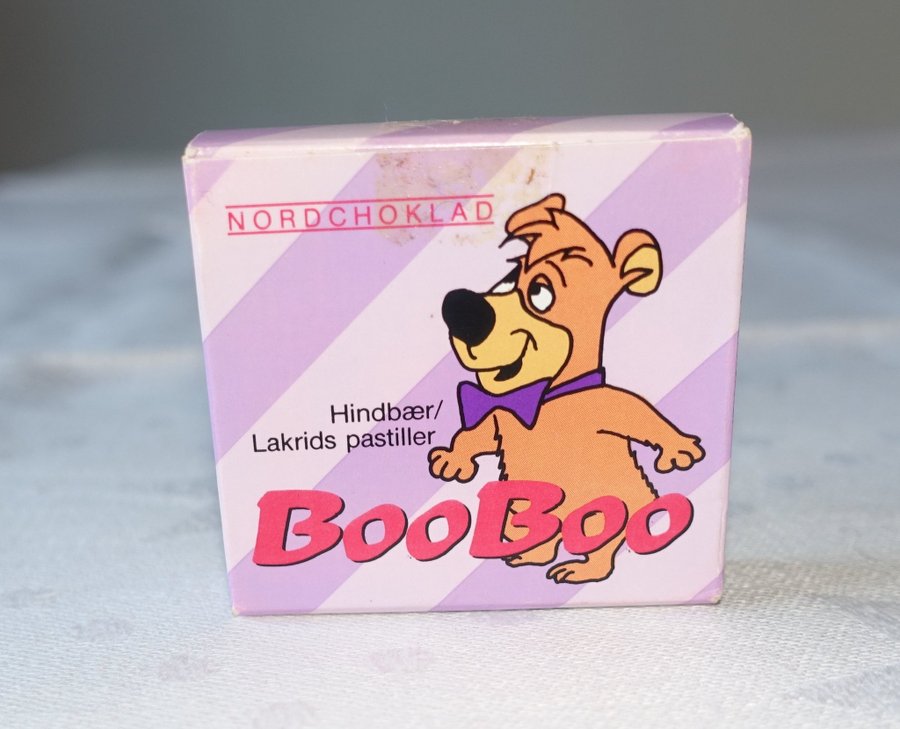 NORDCHOKLAD
Hindbær/
Lakrids pastiller
BooBoo